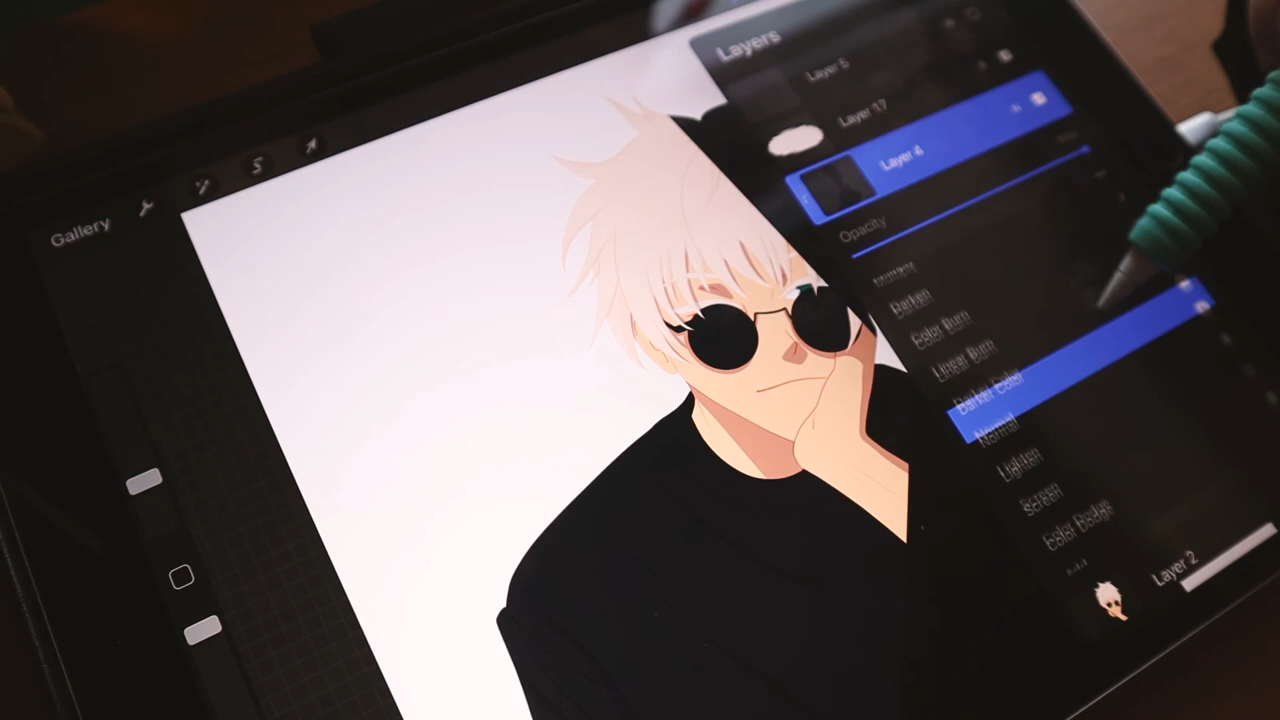 Gallery
S
Layers
Layer 5
Layer 17
Layer 4
Opacity
Multiply
Darken
Color Burn
Linear Burn
Darker Color
Normal
Lighten
Screen
Color Dodge
Layer 2